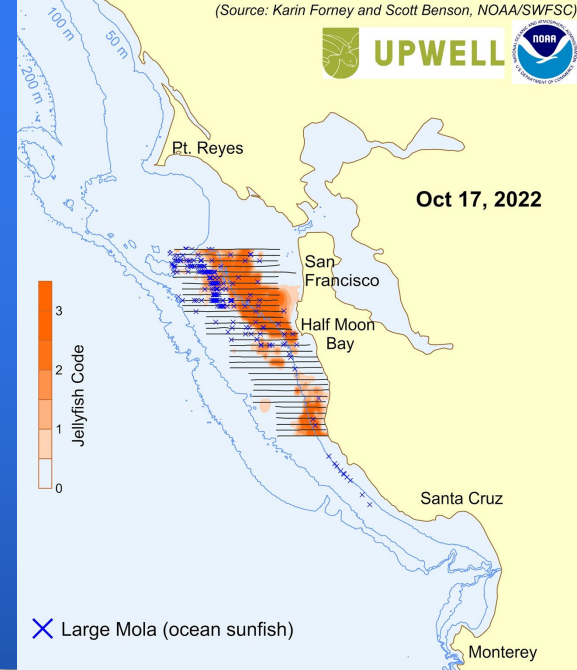 (Source: Karin Forney and Scott Benson, NOAA/SWFSC)
UPWELL
NOAA
100 m
50 m
200 m
Pt. Reyes
Oct 17, 2022
San
Francisco
Half Moon
Bay
3
2
1
0
Jellyfish Code
Santa Cruz
Large Mola (ocean sunfish)
Monterey